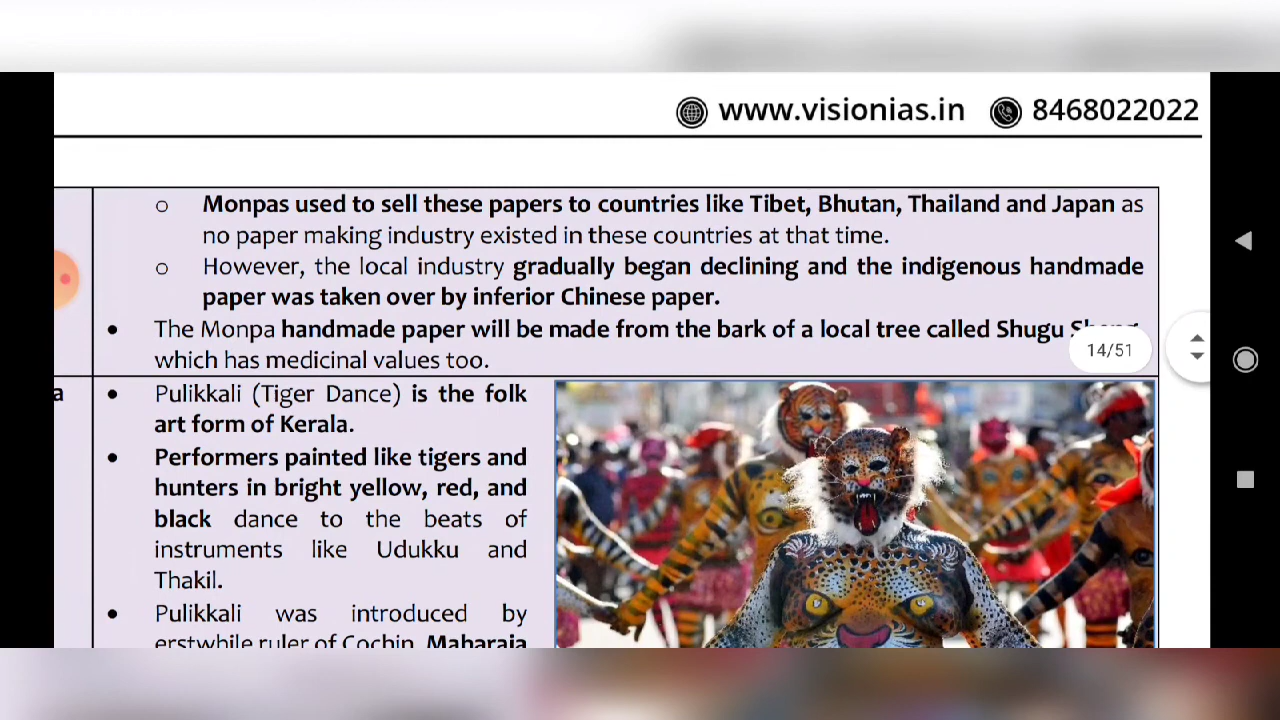 www.visionias.in 8468022022
o Monpas used to sell these papers to countries like Tibet, Bhutan, Thailand and Japan as
no paper making industry existed in these countries at that time.
o However, the local industry gradually began declining and the indigenous handmade
paper was taken over by inferior Chinese paper.
• The Monpa handmade paper will be made from the bark of a local tree called Shugu
which has medicinal values too.
14/51
a
• Pulikkali (Tiger Dance) is the folk
art form of Kerala.
• Performers painted like tigers and
hunters in bright yellow, red, and
black dance to the beats of
instruments like Udukku and
Thakil.
• Pulikkali was introduced by
erstwhile ruler of Cochin, Maharaja